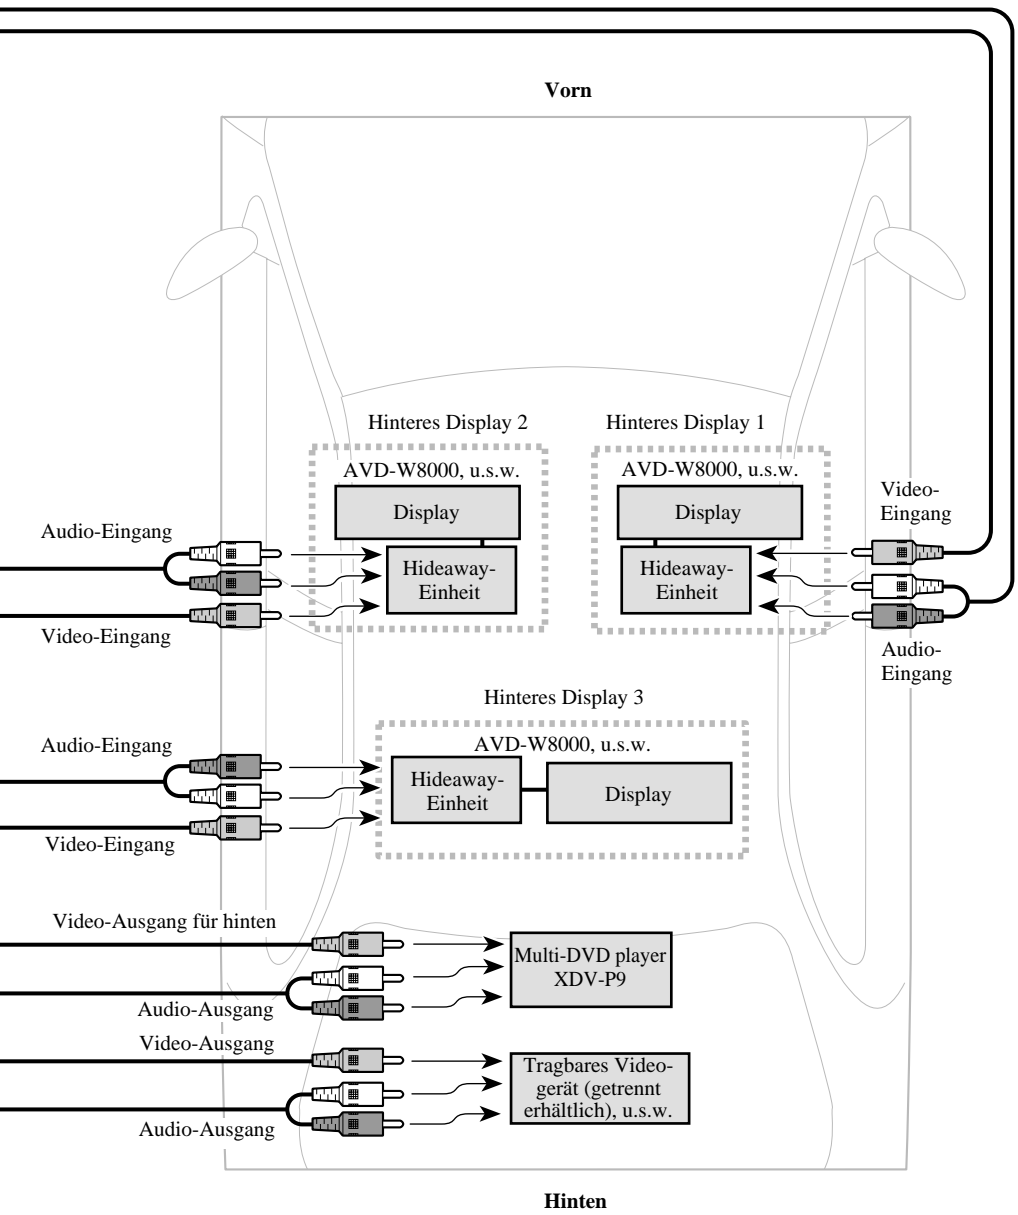 Vorn
Hinteres Display 2
Hinteres Display 1
AVD-W8000, u.s.w.
AVD-W8000, u.s.w.
Display
Display
Video-
Eingang
Audio-Eingang
Hideaway-
Einheit
Hideaway-
Einheit
Video-Eingang
Audio-
Eingang
Hinteres Display 3
Audio-Eingang
AVD-W8000, u.s.w.
Hideaway-
Einheit
Display
Video-Eingang
Video-Ausgang für hinten
Multi-DVD player
XDV-P9
Audio-Ausgang
Video-Ausgang
Tragbares Video-
gerät (getrennt
erhältlich), u.s.w.
Audio-Ausgang
Hinten